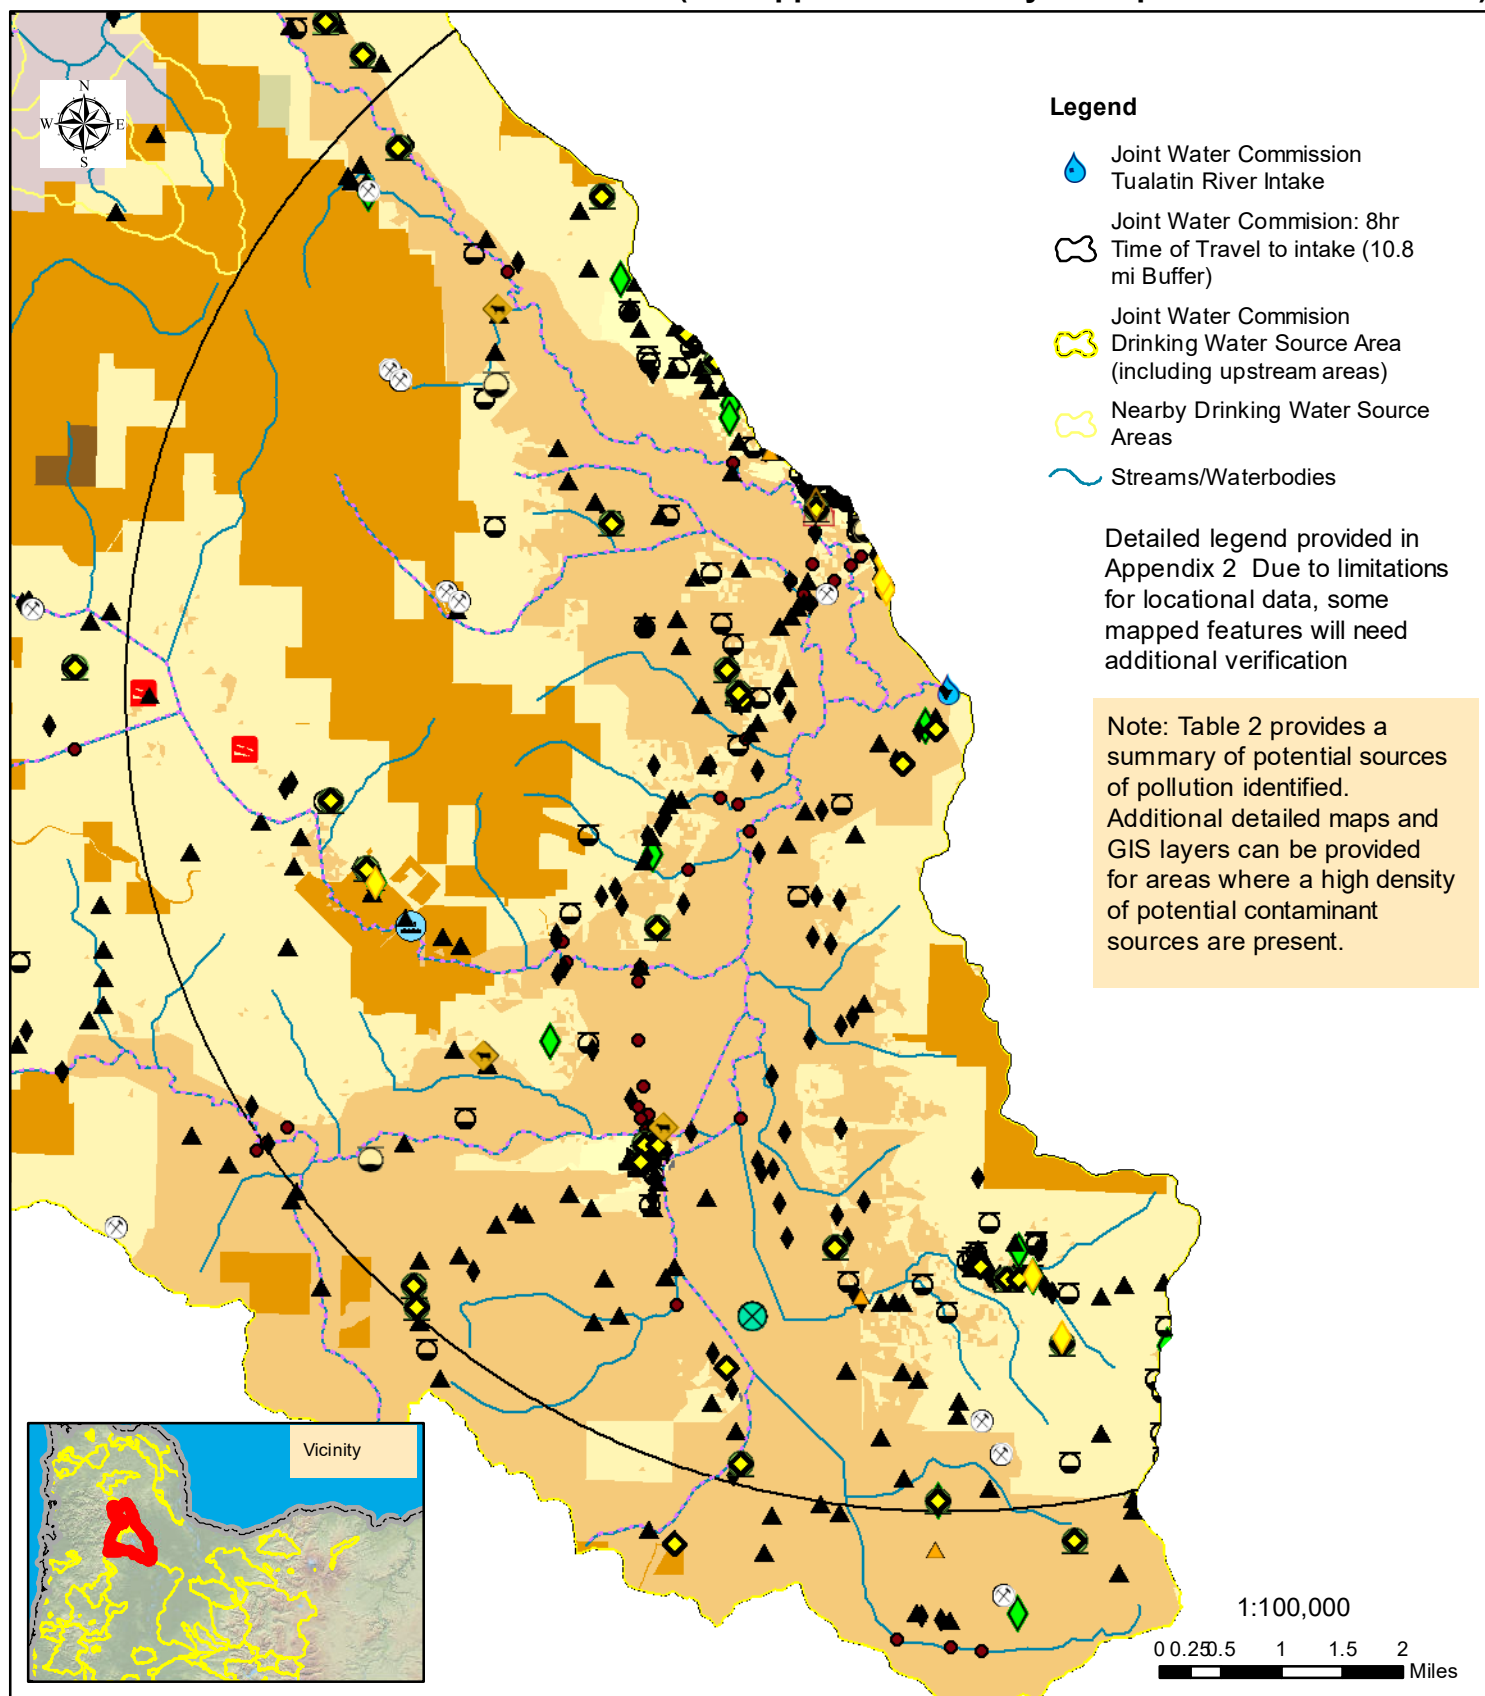 N
W E
S
Legend
Joint Water Commission
Tualatin River Intake
Joint Water Commision: 8hr
Time of Travel to intake (10.8
mi Buffer)
Joint Water Commision
Drinking Water Source Area
(including upstream areas)
Nearby Drinking Water Source
Areas
Streams/Waterbodies
Detailed legend provided in
Appendix 2 Due to limitations
for locational data, some
mapped features will need
additional verification
Note: Table 2 provides a
summary of potential sources
of pollution identified.
Additional detailed maps and
GIS layers can be provided
for areas where a high density
of potential contaminant
sources are present.
Vicinity
1:100,000
0 0.25 0.5 1 1.5 2
Miles